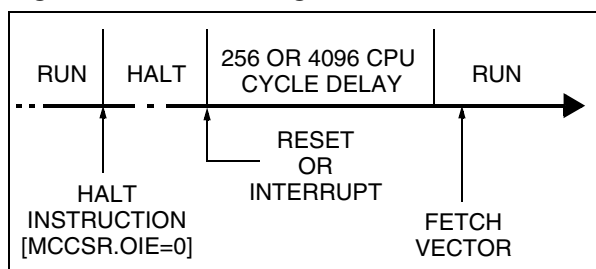 RUN
HALT
256 OR 4096 CPU
CYCLE DELAY
RUN
HALT
INSTRUCTION
[MCCSR.OIE=0]
RESET
OR
INTERRUPT
FETCH
VECTOR